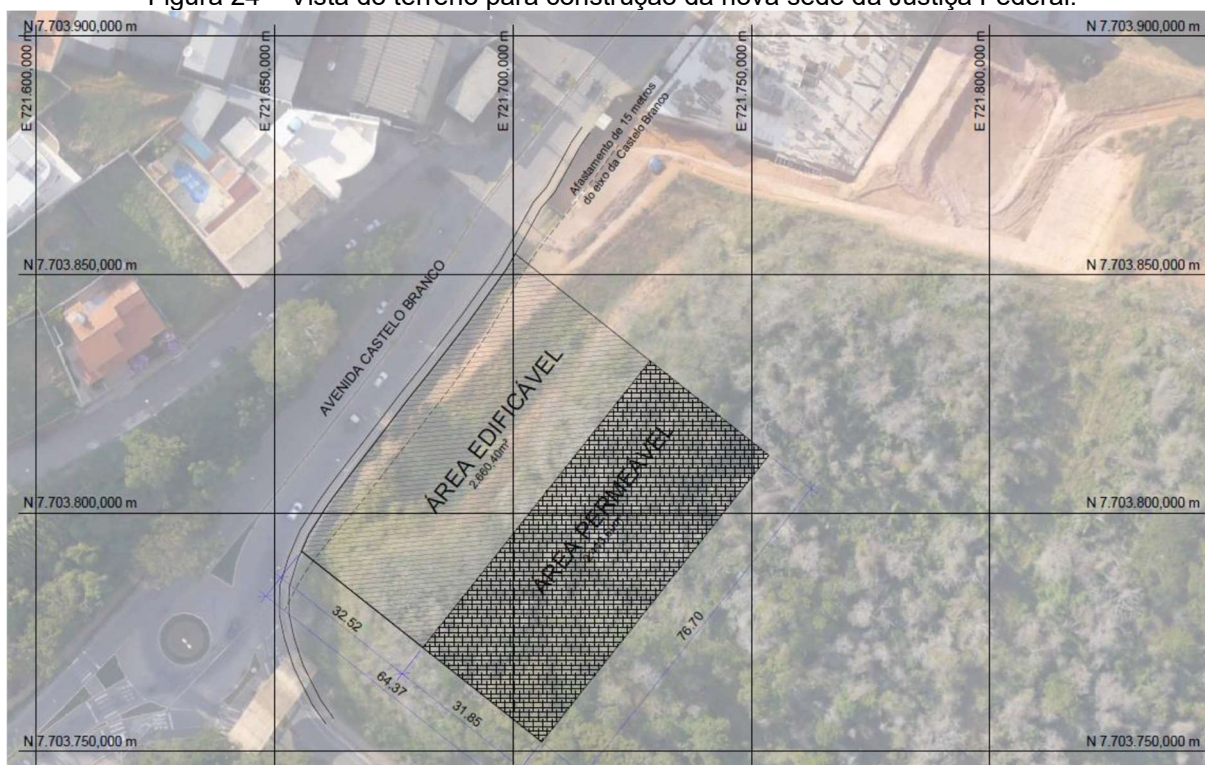 Figura 24 – Vista do terreno para construção da nova sede da Justiça Federal.
N 7.703.900,000 m
N 7.703.900,000 m
E 721.600,000 m
E 721.650,000 m
E 721.700,000 m
E 721.750,000 m
E 721.800,000 m
Afastamento de 15 metros
do eixo da Castelo Branco
N 7.703.850,000 m
N 7.703.850,000 m
AVENIDA CASTELO BRANCO
ÁREA EDIFICÁVEL
2.660.40m²
ÁREA PERMEÁVEL
N 7.703.800,000 m
N 7.703.800,000 m
32.52
76.70
64.37
31.85
N 7.703.750,000 m
N 7.703.750,000 m